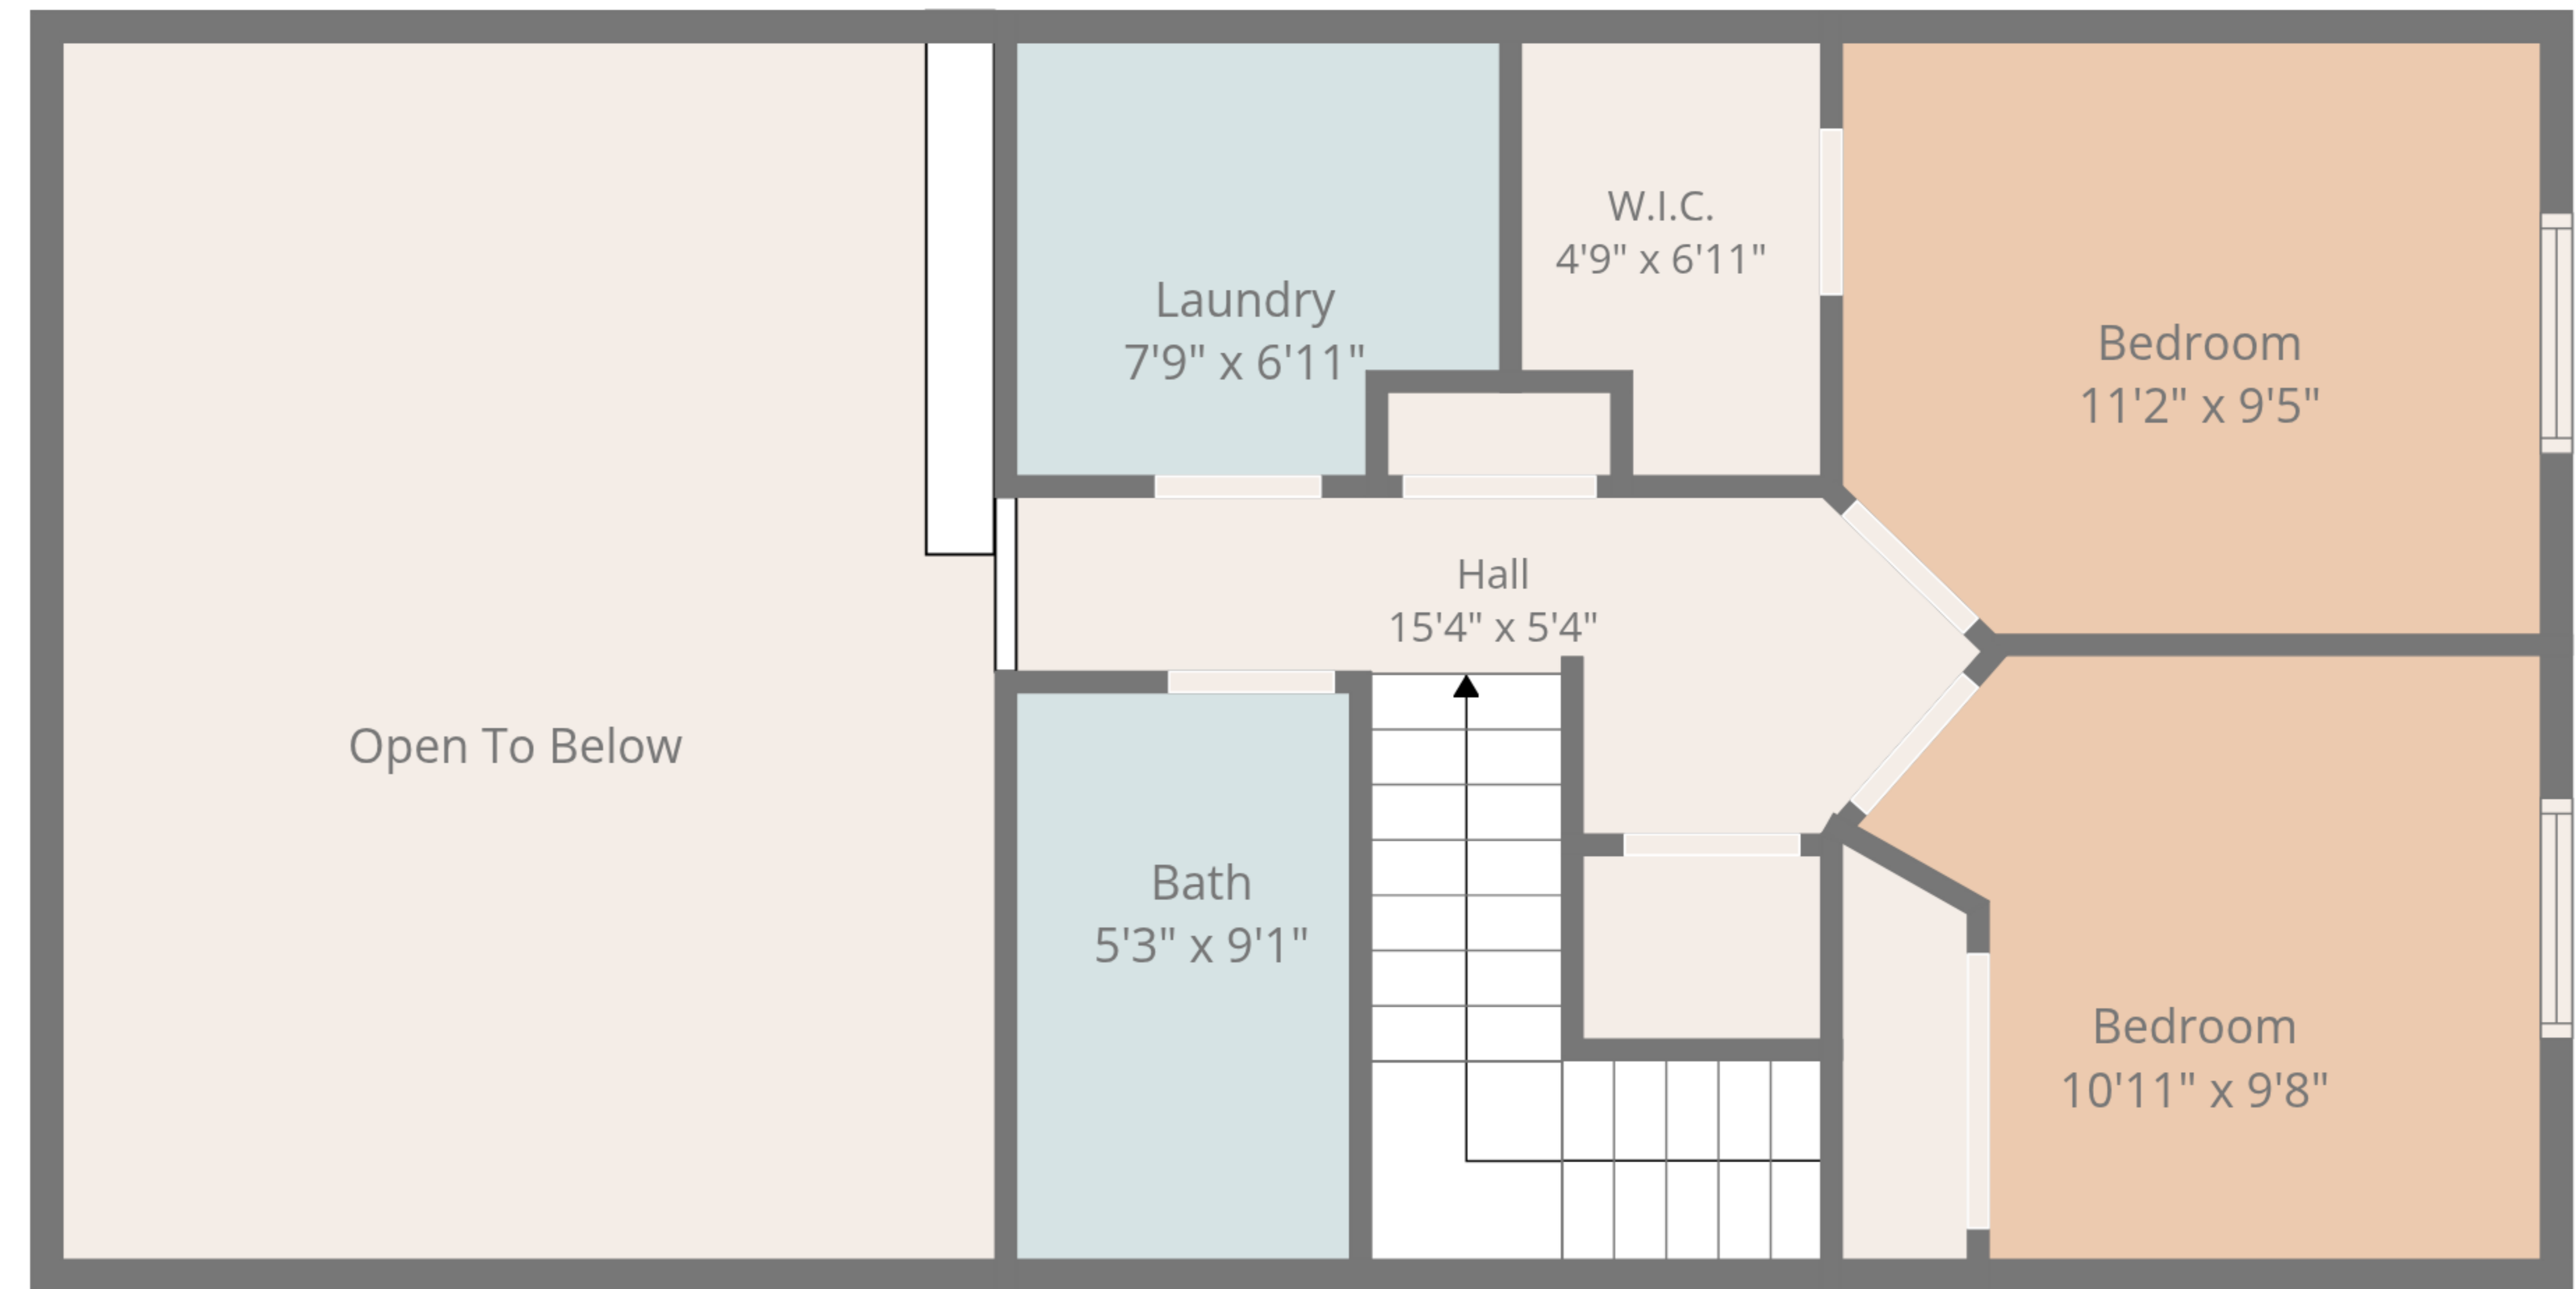 Laundry
7'9" x 6'11"
W.I.C.
4'9" x 6'11"
Bedroom
11'2" x 9'5"
Hall
15'4" x 5'4"
Open To Below
Bath
5'3" x 9'1"
Bedroom
10'11" x 9'8"